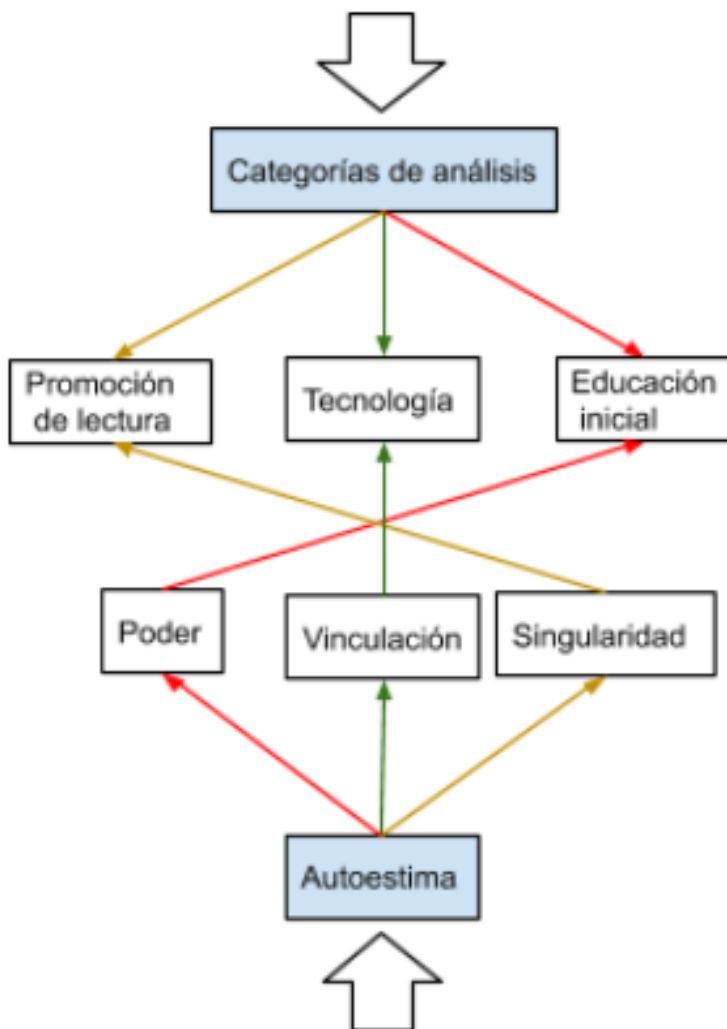 Categorías de análisis
Promoción
de lectura
Tecnología
Educación
inicial
Poder
Vinculación
Singularidad
Autoestima